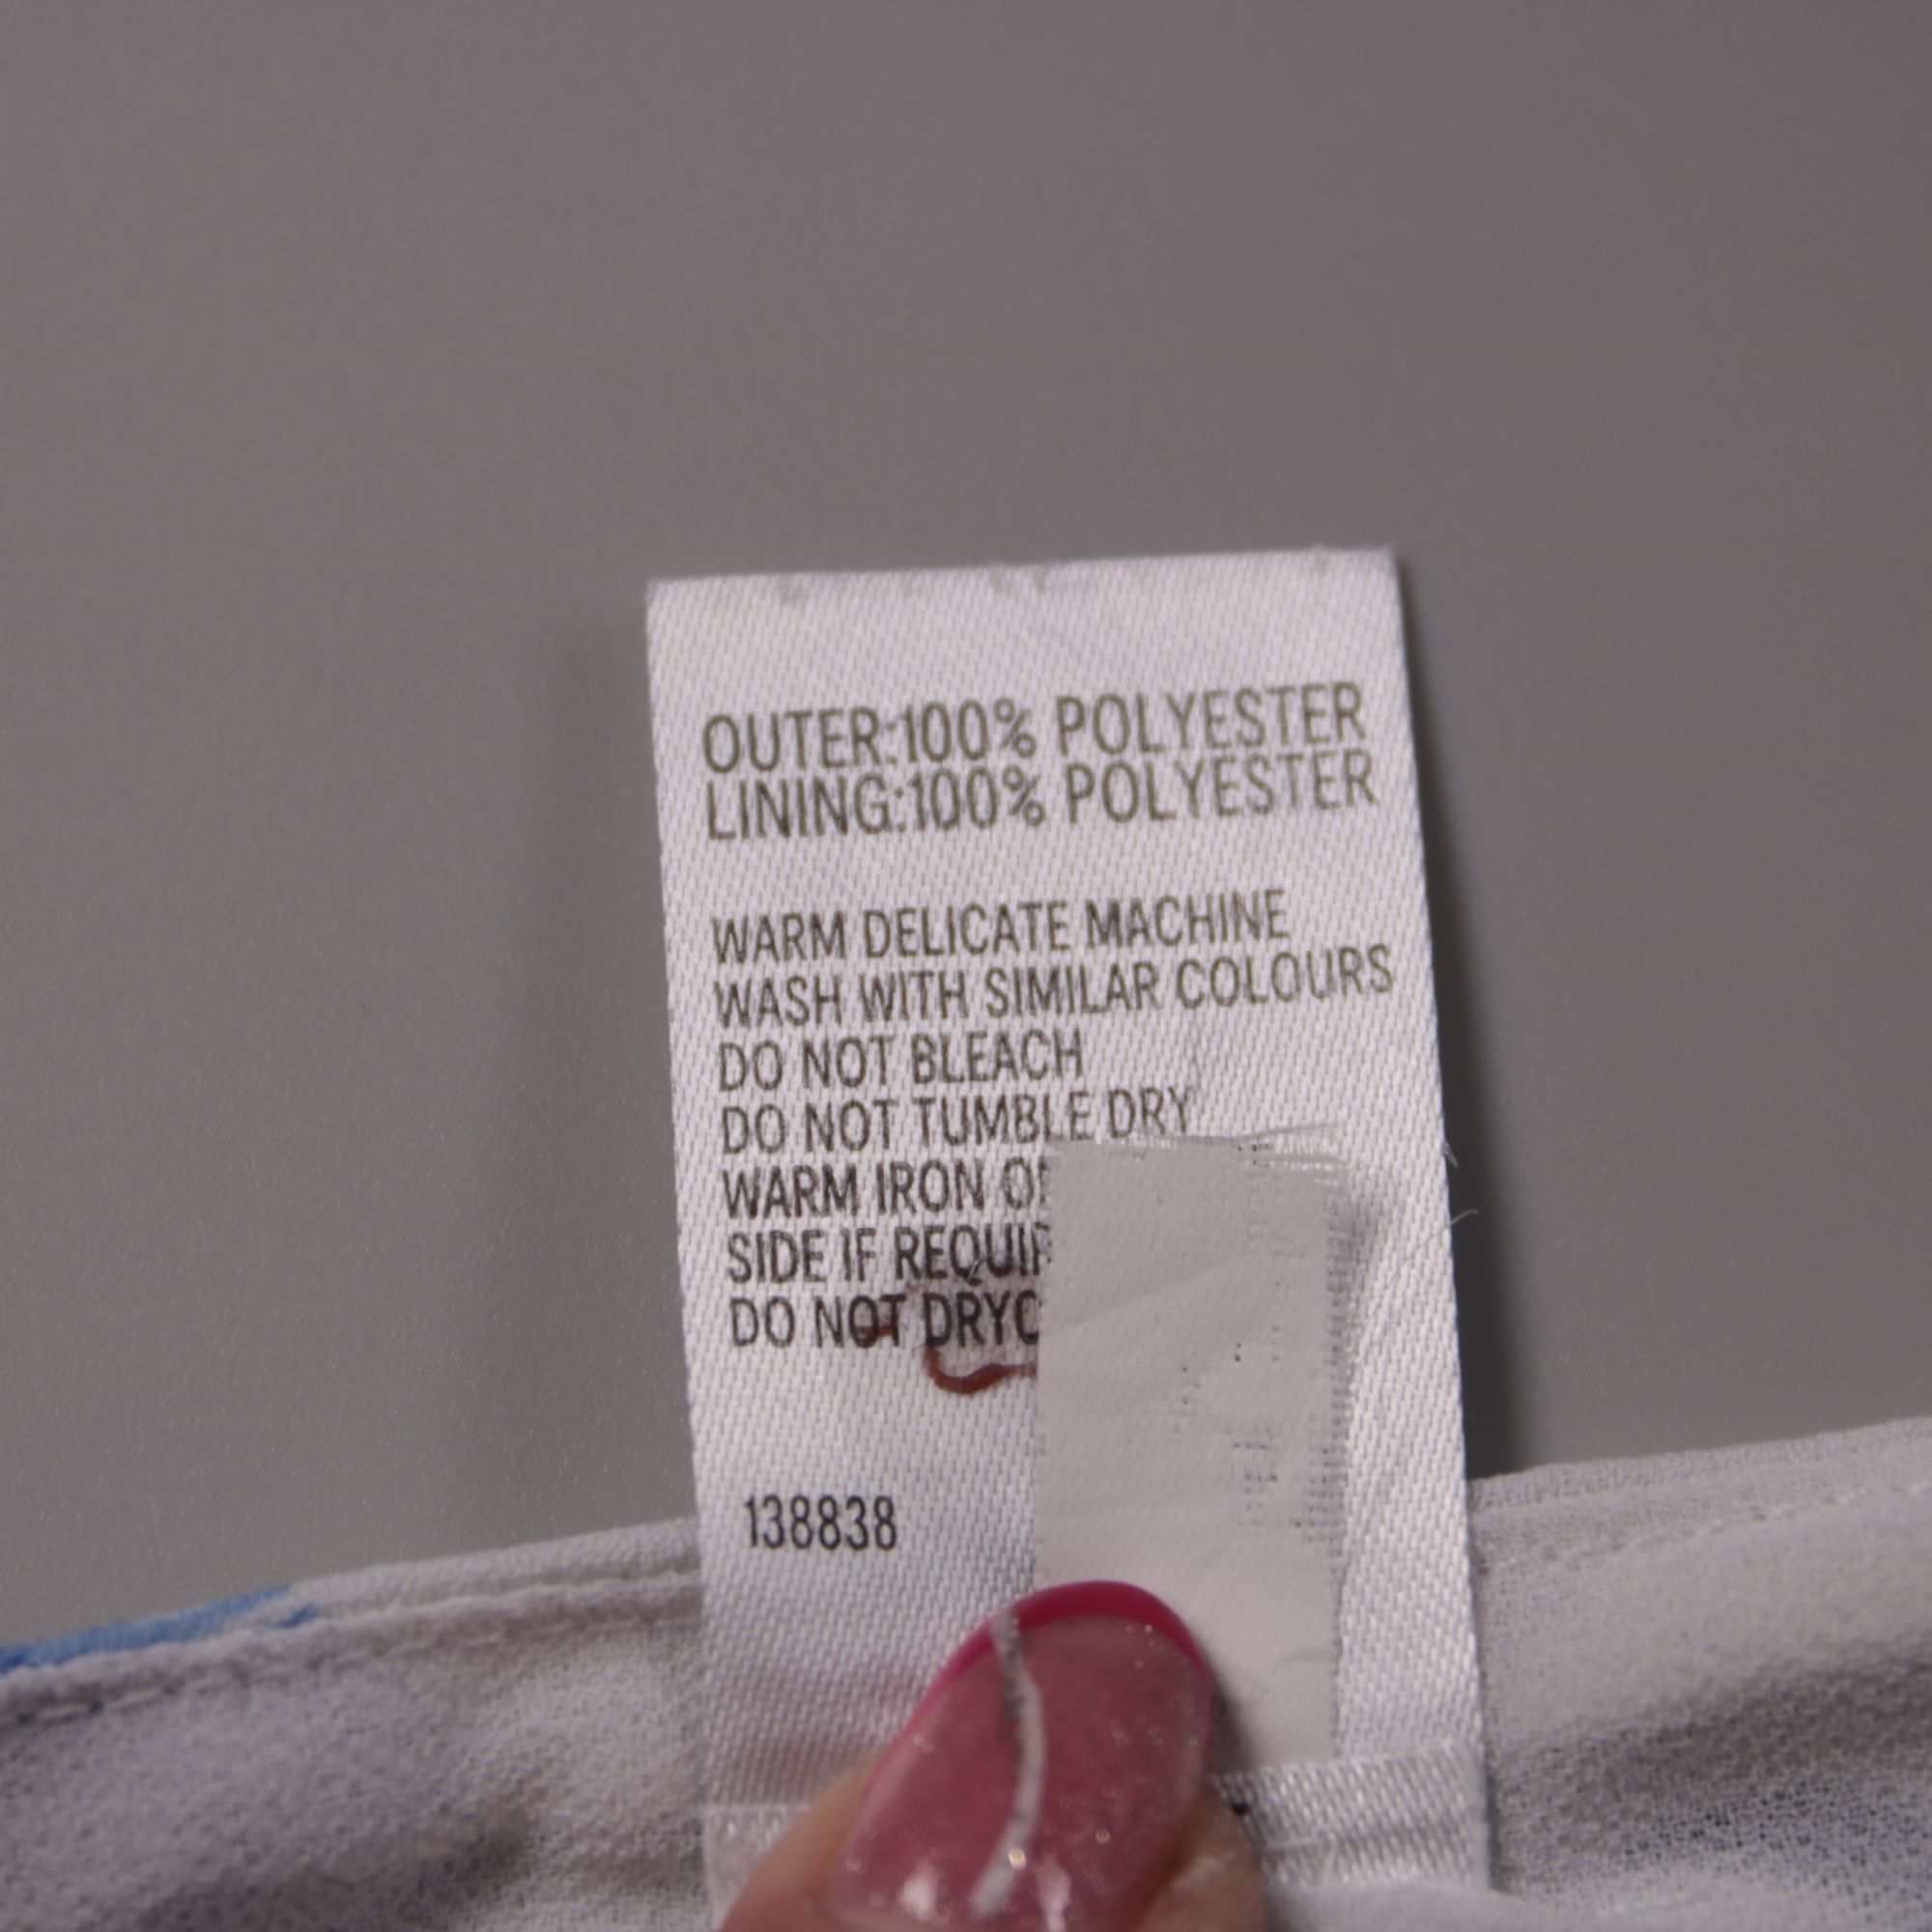 OUTER:100% POLYESTER
LINING:100% POLYESTER
WARM DELICATE MACHINE
WASH WITH SIMILAR COLOURS
DO NOT BLEACH
DO NOT TUMBLE DRY
WARM IRON
SIDE IF
DO NOT
138838